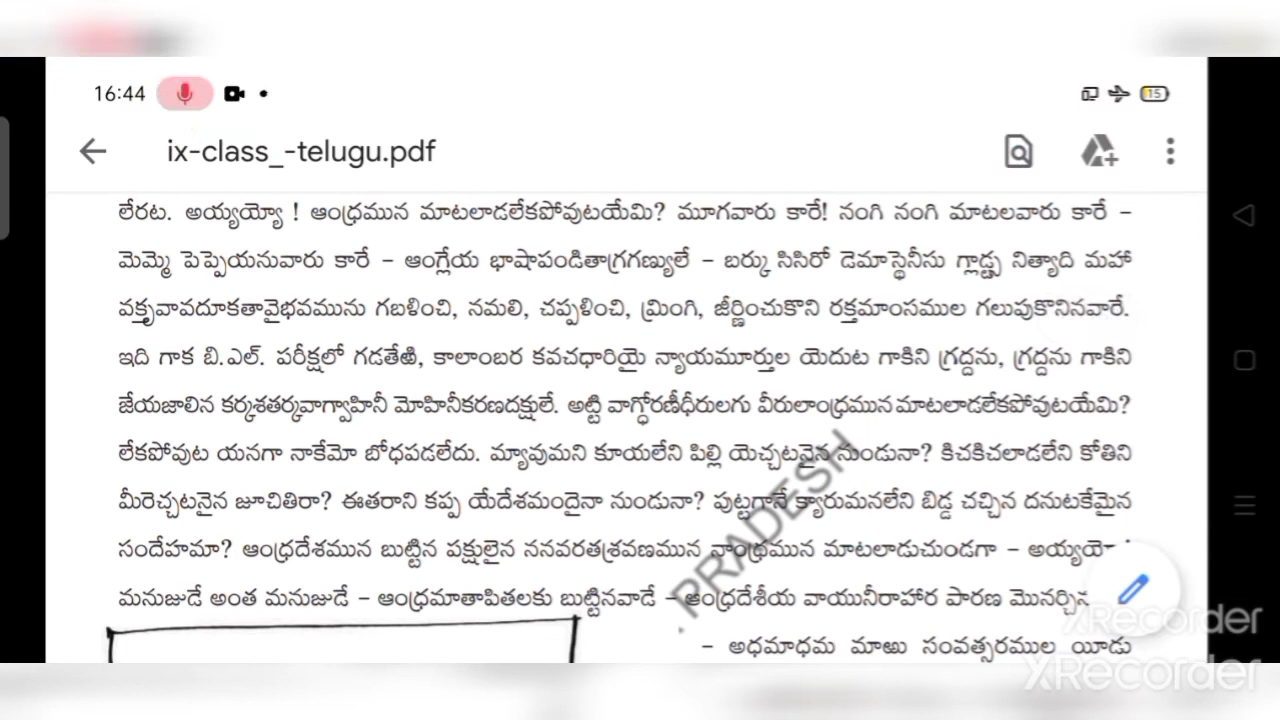 16:44
15
ix-class_-telugu.pdf
లేరట. అయ్యయ్యో ! ఆంధ్రమున మాటలాడలేకపోవుటయేమి? మూగవారు కారే! నంగి నంగి మాటలవారు కారే –
మెమ్మె పెప్పెయనువారు కారే – ఆంగ్లేయ భాషాపండితాగ్రగణ్యులే – బర్కు సిసిరో డెమాస్థెనీసు గ్లాడ్స్ట నిత్యాది మహా
వక్తృవావదూకతావైభవమును గబళించి, నమలి, చప్పళించి, మ్రింగి, జీర్ణించుకొని రక్తమాంసముల గలుపుకొనినవారే.
ఇది గాక బి.ఎల్. పరీక్షలో గడతేఱి, కాలాంబర కవచధారియై న్యాయమూర్తుల యెదుట గాకిని గ్రద్దను, గ్రద్దను గాకిని
జేయజాలిన కర్కశతర్కవాగ్వాహినీ మోహినీకరణదక్షులే. అట్టి వాగ్ధోరణీధీరులగు వీరులాంధ్రమున మాటలాడలేకపోవుటయేమి?
లేకపోవుట యనగా నాకేమో బోధపడలేదు. మ్యావుమని కూయలేని పిల్లి యెచ్చటనైన నుండునా? కిచకిచలాడలేని కోతిని
మీరెచ్చటనైన జూచితిరా? ఈతరాని కప్ప యేదేశమందైనా నుండునా? పుట్టగానే క్యారుమనలేని బిడ్డ చచ్చిన దనుటకేమైన
సందేహమా? ఆంధ్రదేశమున బుట్టిన పక్షులైన ననవరతశ్రవణమున వాంధ్రమున మాటలాడుచుండగా –
మనుజుడే అంత మనుజుడే – ఆంధ్రమాతాపితలకు బుట్టినవాడే – ఆంధ్రదేశీయ వాయునీరాహార పారణ
– అధమాధమ మాఱు సంవత్సరముల యీడు
PRADESH
XRecorder
XRecorder